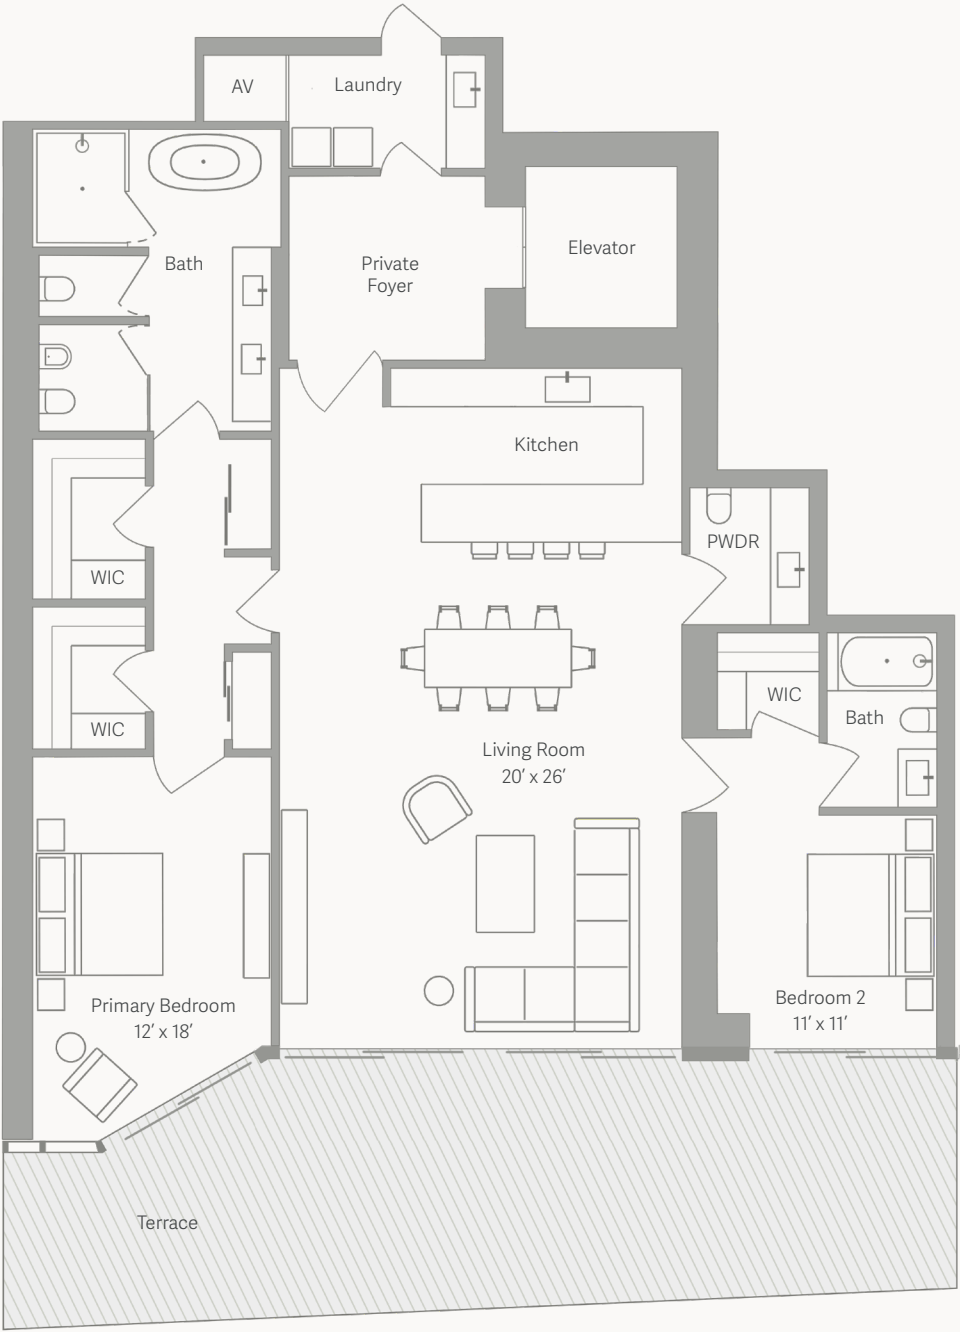 AV
Laundry
Bath
Private
Foyer
Elevator
Kitchen
PWDR
WIC
WIC
WIC
Bath
Living Room
20’ x 26’
Primary Bedroom
12’ x 18’
Bedroom 2
11’ x 11’
Terrace